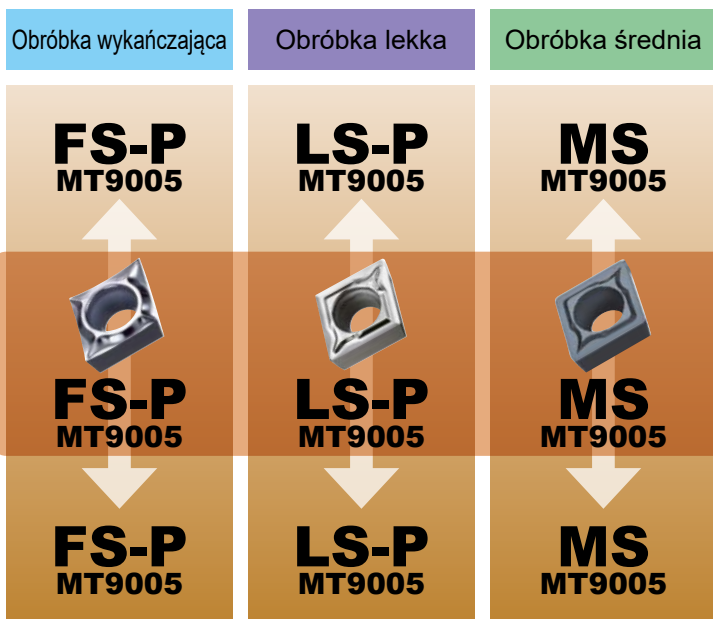 Obróbka wykańczająca
Obróbka lekka
Obróbka średnia
FS-P
MT9005
LS-P
MT9005
MS
MT9005
FS-P
MT9005
LS-P
MT9005
MS
MT9005
FS-P
MT9005
LS-P
MT9005
MS
MT9005